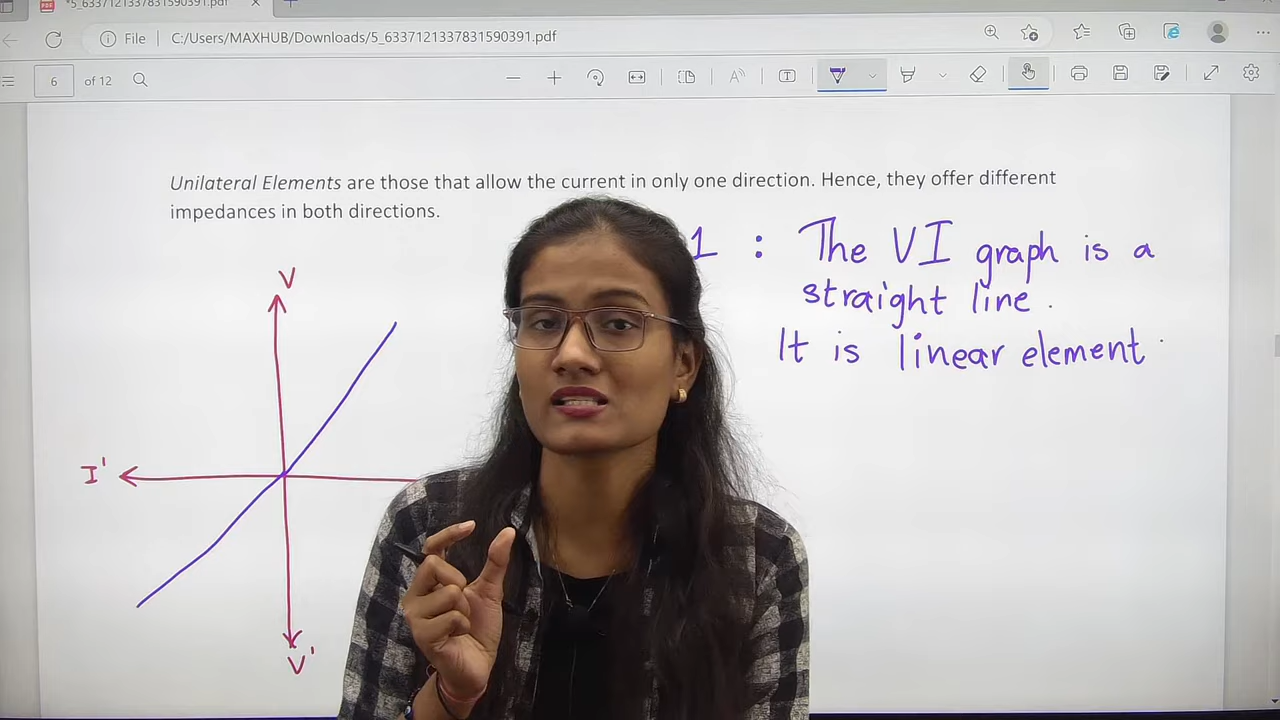 5_6337121337831590391.pdf
File | C:/Users/MAXHUB/Downloads/5_6337121337831590391.pdf
6 of 12
Unilateral Elements are those that allow the current in only one direction. Hence, they offer different
impedances in both directions.
1 : The VI graph is a
straight line.
It is linear element
V
I'
V'